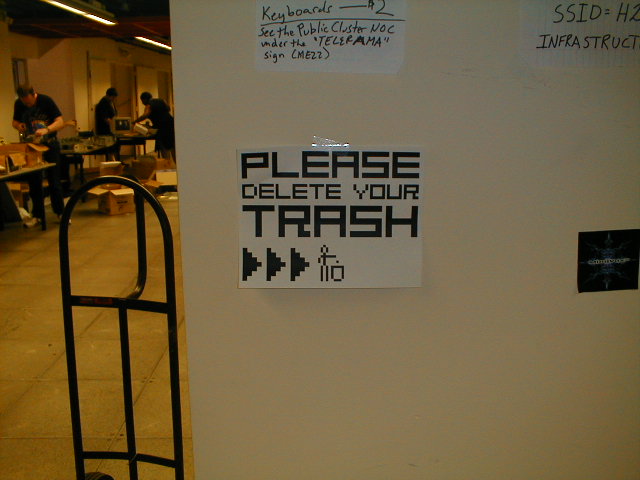 Keyboards — $2
See the Public Cluster NOC
under the "TELERAMA"
sign (MEZZ)
SSID= H2
INFRASTRUCT
PLEASE
DELETE YOUR
TRASH